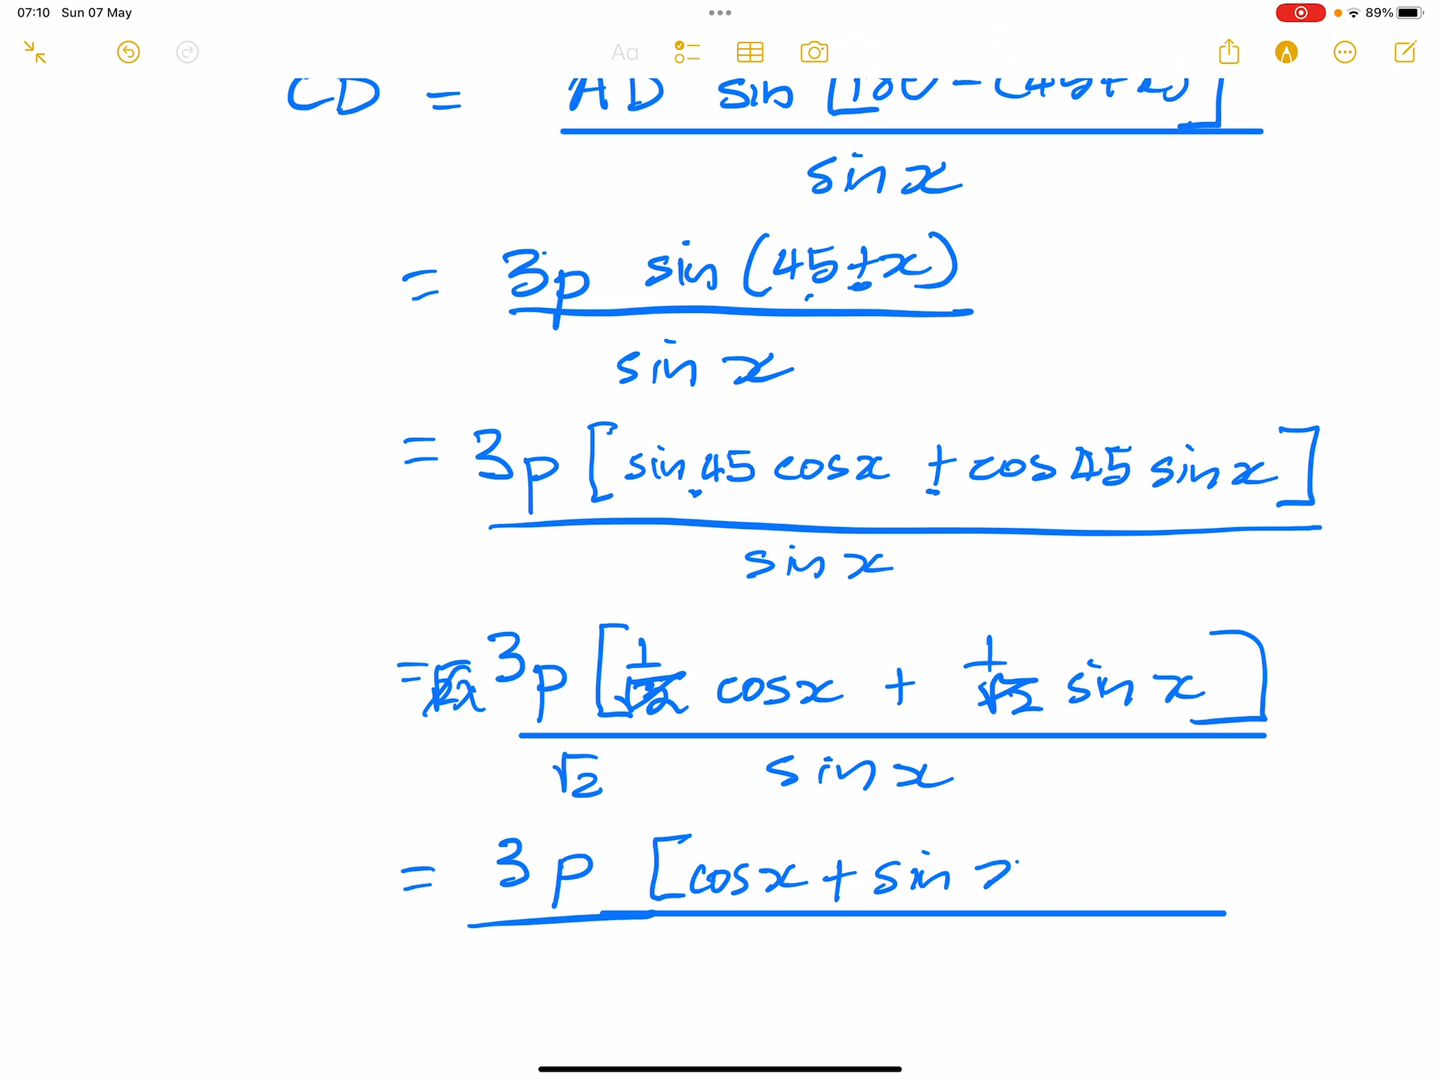 07:10 Sun 07 May 89%
Aa
CD = AD sin [180 - (45+x)]
sin x
= 3p sin (45+x)
sin x
= 3p [sin 45 cos x + cos 45 sin x]
sin x
= 3p [1/√2 cos x + 1/√2 sin x]
√2 sin x
= 3p [cos x + sin x